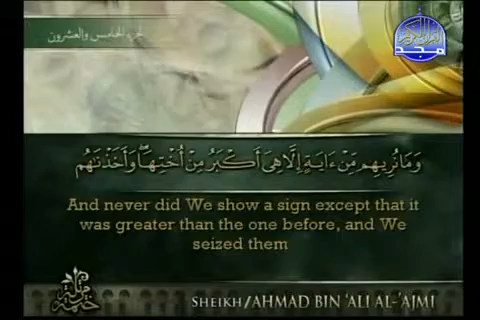 الجزء الخامس والعشرون
المجد
وَمَا نُرِيهِم مِّنْ ءَايَةٍ إِلَّا هِيَ أَكْبَرُ مِنْ أُخْتِهَا ۖ وَأَخَذْنَٰهُم
And never did We show a sign except that it
was greater than the one before, and We
seized them
SHEIKH/AHMAD BIN 'ALI AL-'AJMI